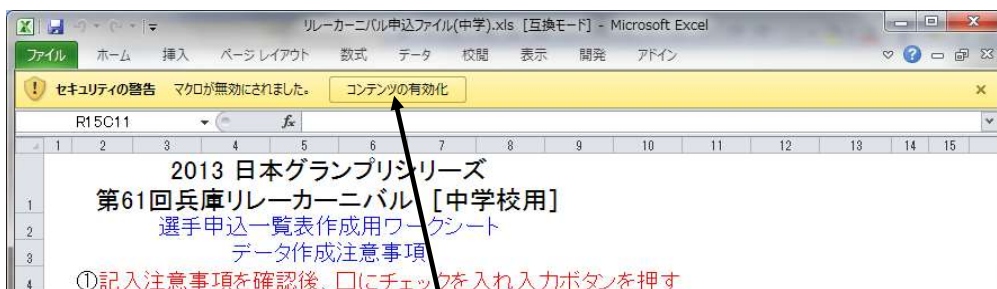 リレーカーニバル申込ファイル(中学).xls [互換モード] - Microsoft Excel
ファイル ホーム 挿入 ページ レイアウト 数式 データ 校閲 表示 開発 アドイン
セキュリティの警告 マクロが無効にされました。 コンテンツの有効化
R15C11 fx
1 2 3 4 5 6 7 8 9 10 11 12 13 14 15
2013 日本グランプリシリーズ
1 第61回兵庫リレーカーニバル [中学校用]
2 選手申込一覧表作成用ワークシート
3 データ作成注意事項
4 ①記入注意事項を確認後、口にチェックを入れ入力ボタンを押す